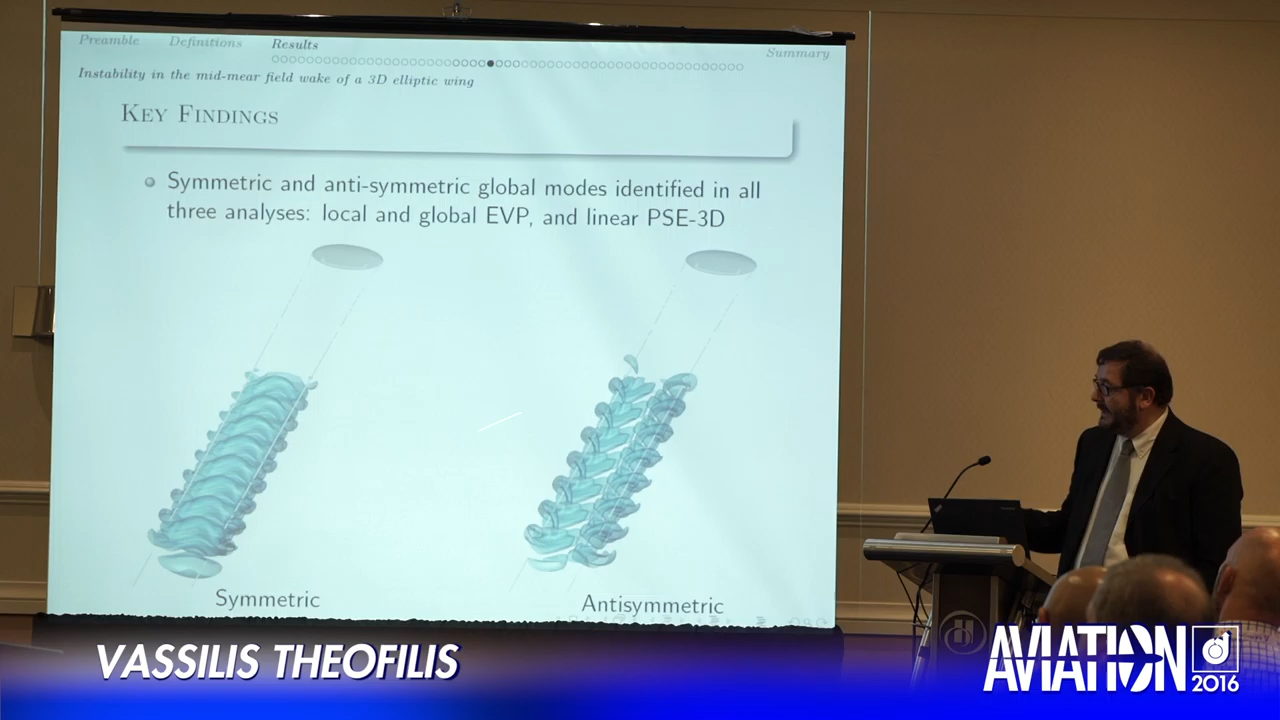 Preamble Definitions Results Summary
Instability in the mid-mear field wake of a 3D elliptic wing
KEY FINDINGS
Symmetric and anti-symmetric global modes identified in all
three analyses: local and global EVP, and linear PSE-3D
Symmetric Antisymmetric
VASSILIS THEOFILIS
AVIATION
2016